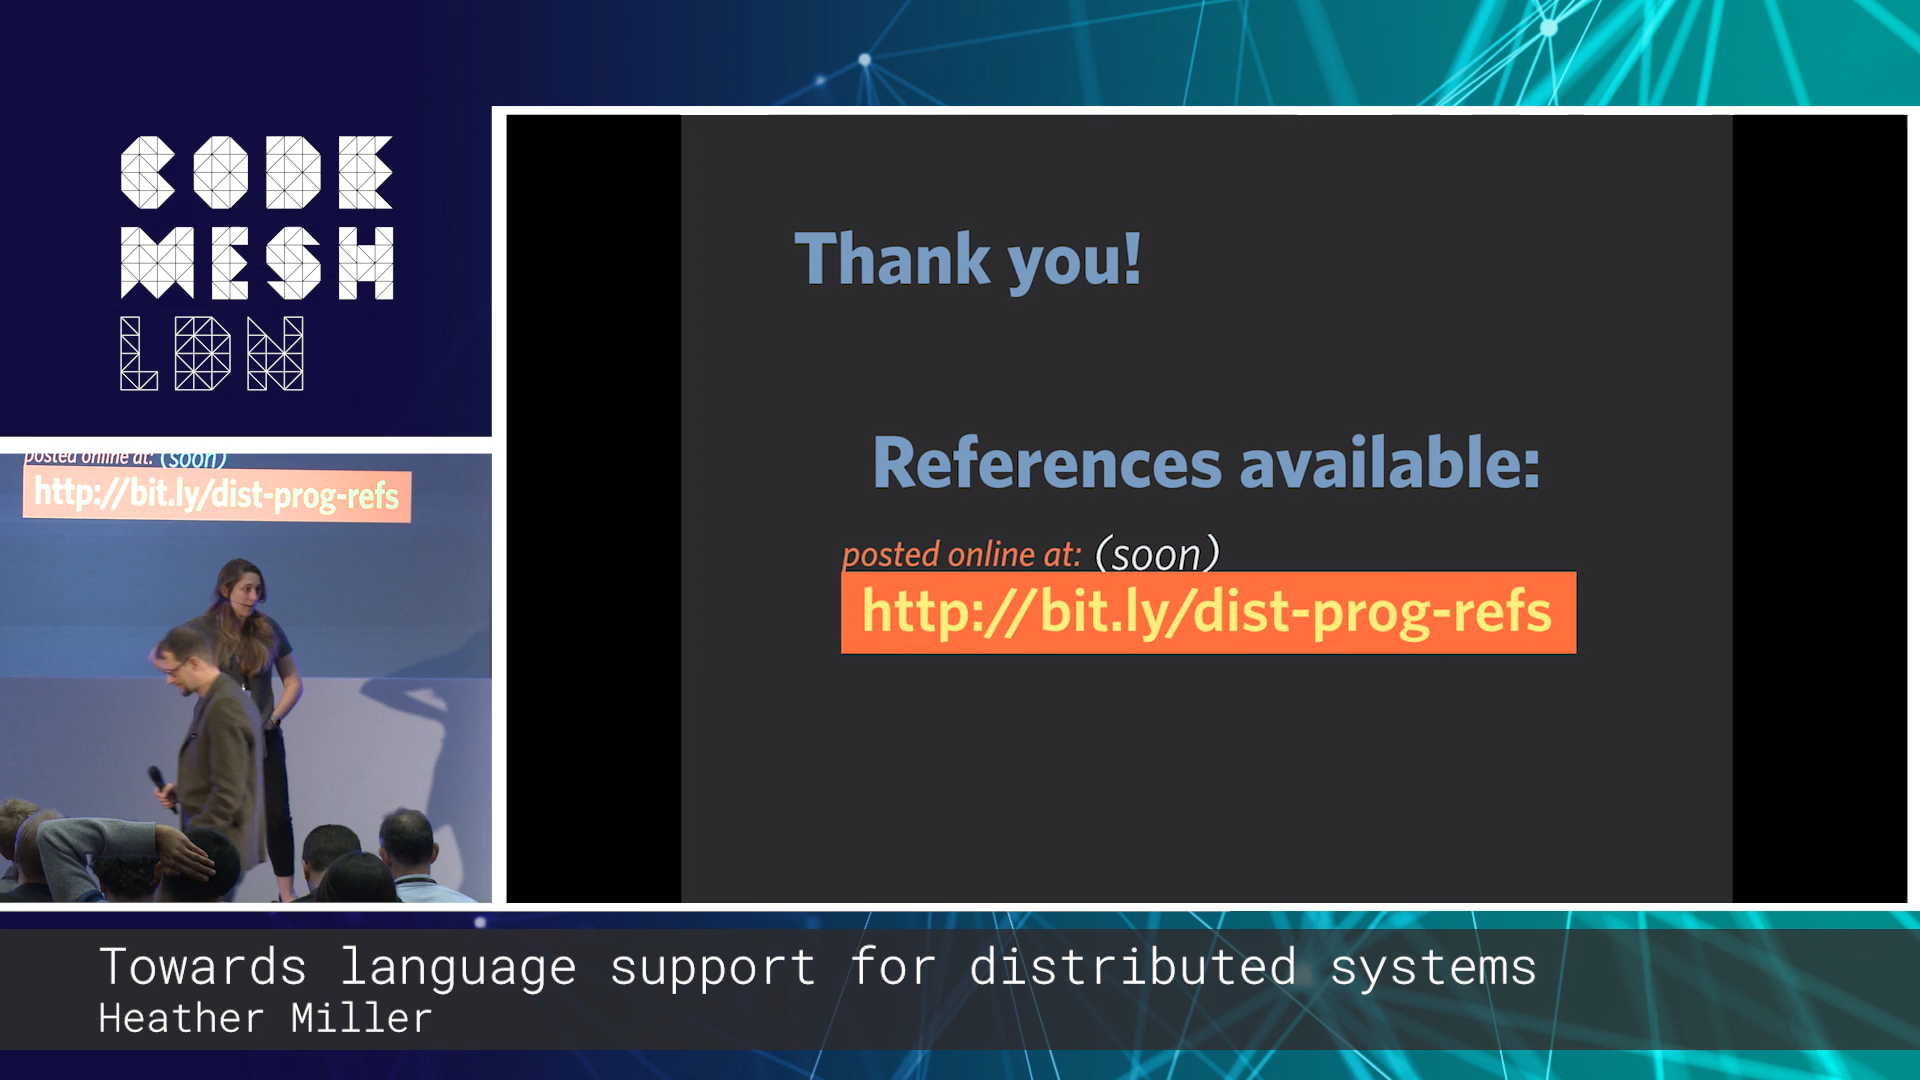 CODE
MESH
LDN
Thank you!
References available:
posted online at: (soon)
http://bit.ly/dist-prog-refs
posted online at: (soon)
http://bit.ly/dist-prog-refs
Towards language support for distributed systems
Heather Miller